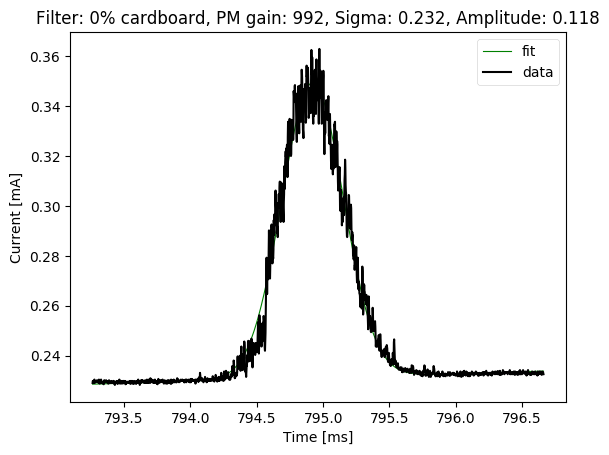 Filter: 0% cardboard, PM gain: 992, Sigma: 0.232, Amplitude: 0.118
fit
data
0.36
0.34
0.32
0.30
0.28
0.26
0.24
Current [mA]
793.5 794.0 794.5 795.0 795.5 796.0 796.5
Time [ms]